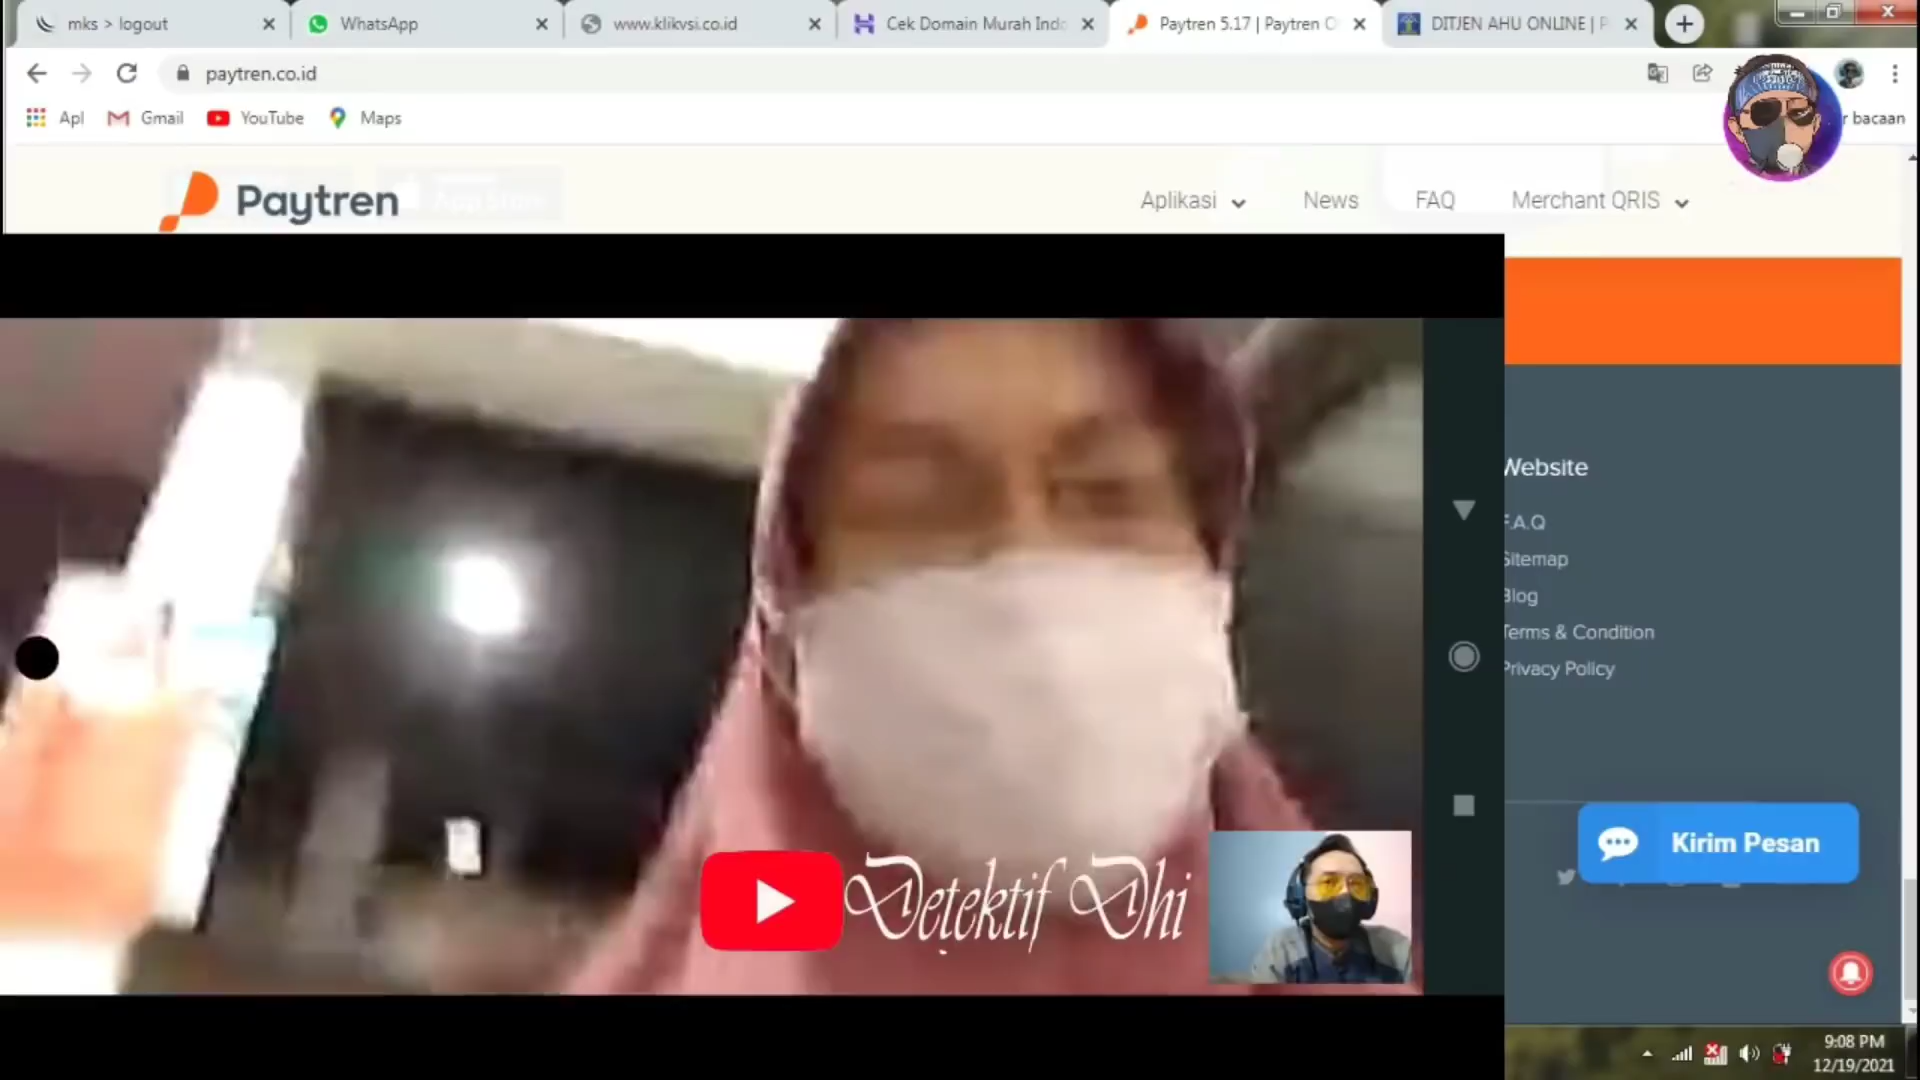 mks > logout
WhatsApp
www.klikvsi.co.id
Cek Domain Murah Indo
Paytren 5.17 | Paytren O
DITJEN AHU ONLINE | P
paytren.co.id
Apl
Gmail
YouTube
Maps
r bacaan
Paytren
App Store
Aplikasi
News
FAQ
Merchant QRIS
Website
F.A.Q
Sitemap
Blog
Terms & Condition
Privacy Policy
Kirim Pesan
Detektif Dhi
9:08 PM
12/19/2021